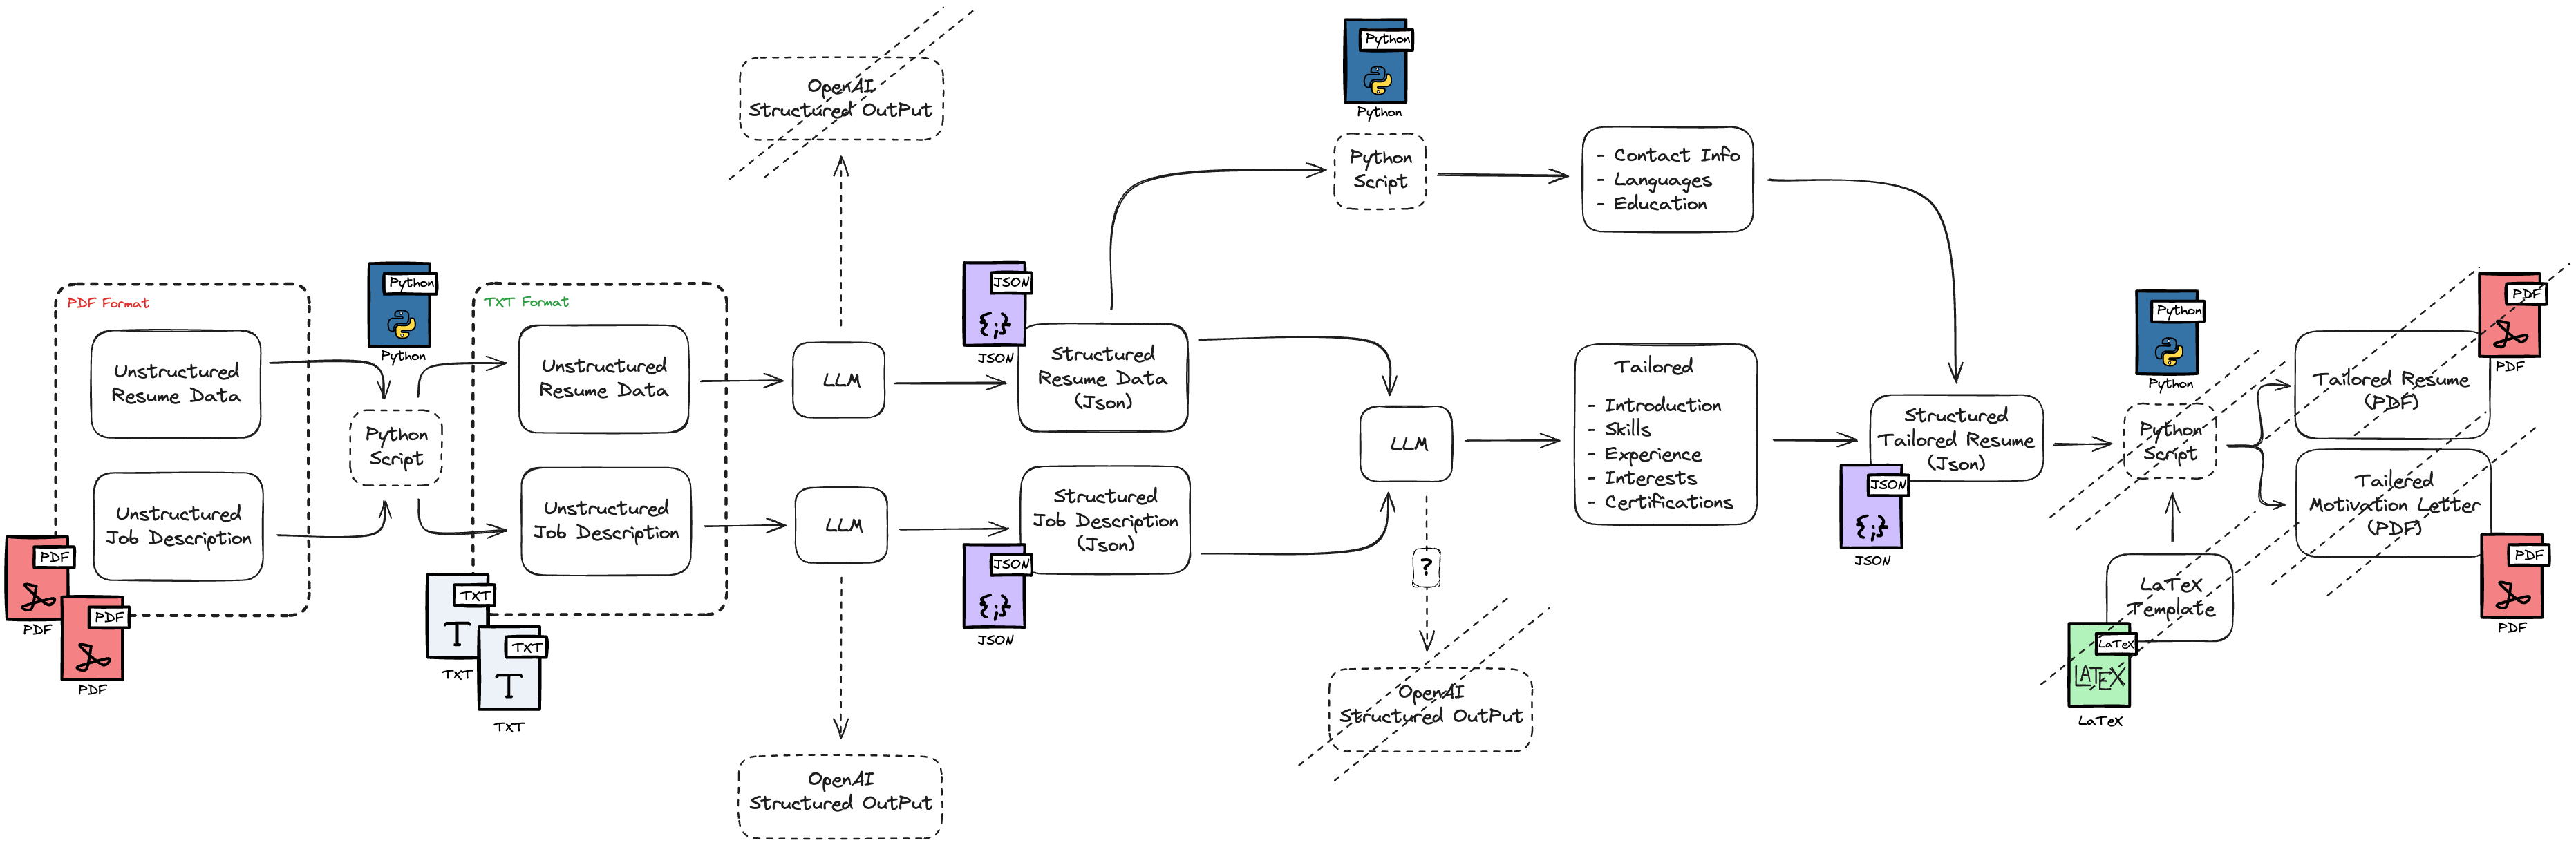 PDF Format
Unstructured
Resume Data
Unstructured
Job Description
PDF
PDF
PDF
PDF
Python
Python
Python
Script
TXT Format
Unstructured
Resume Data
Unstructured
Job Description
TXT
TXT
TXT
TXT
OpenAI
Structured OutPut
LLM
LLM
OpenAI
Structured OutPut
JSON
{;}
JSON
Structured
Resume Data
(Json)
Structured
Job Description
(Json)
JSON
{;}
JSON
Python
Python
Python
Script
- Contact Info
- Languages
- Education
LLM
?
OpenAI
Structured OutPut
Tailored
- Introduction
- Skills
- Experience
- Interests
- Certifications
Structured
Tailored Resume
(Json)
JSON
{;}
JSON
Python
Python
Python
Script
LaTeX
Template
LaTeX
LATEX
LaTeX
PDF
PDF
Tailored Resume
(PDF)
Tailered
Motivation Letter
(PDF)
PDF
PDF